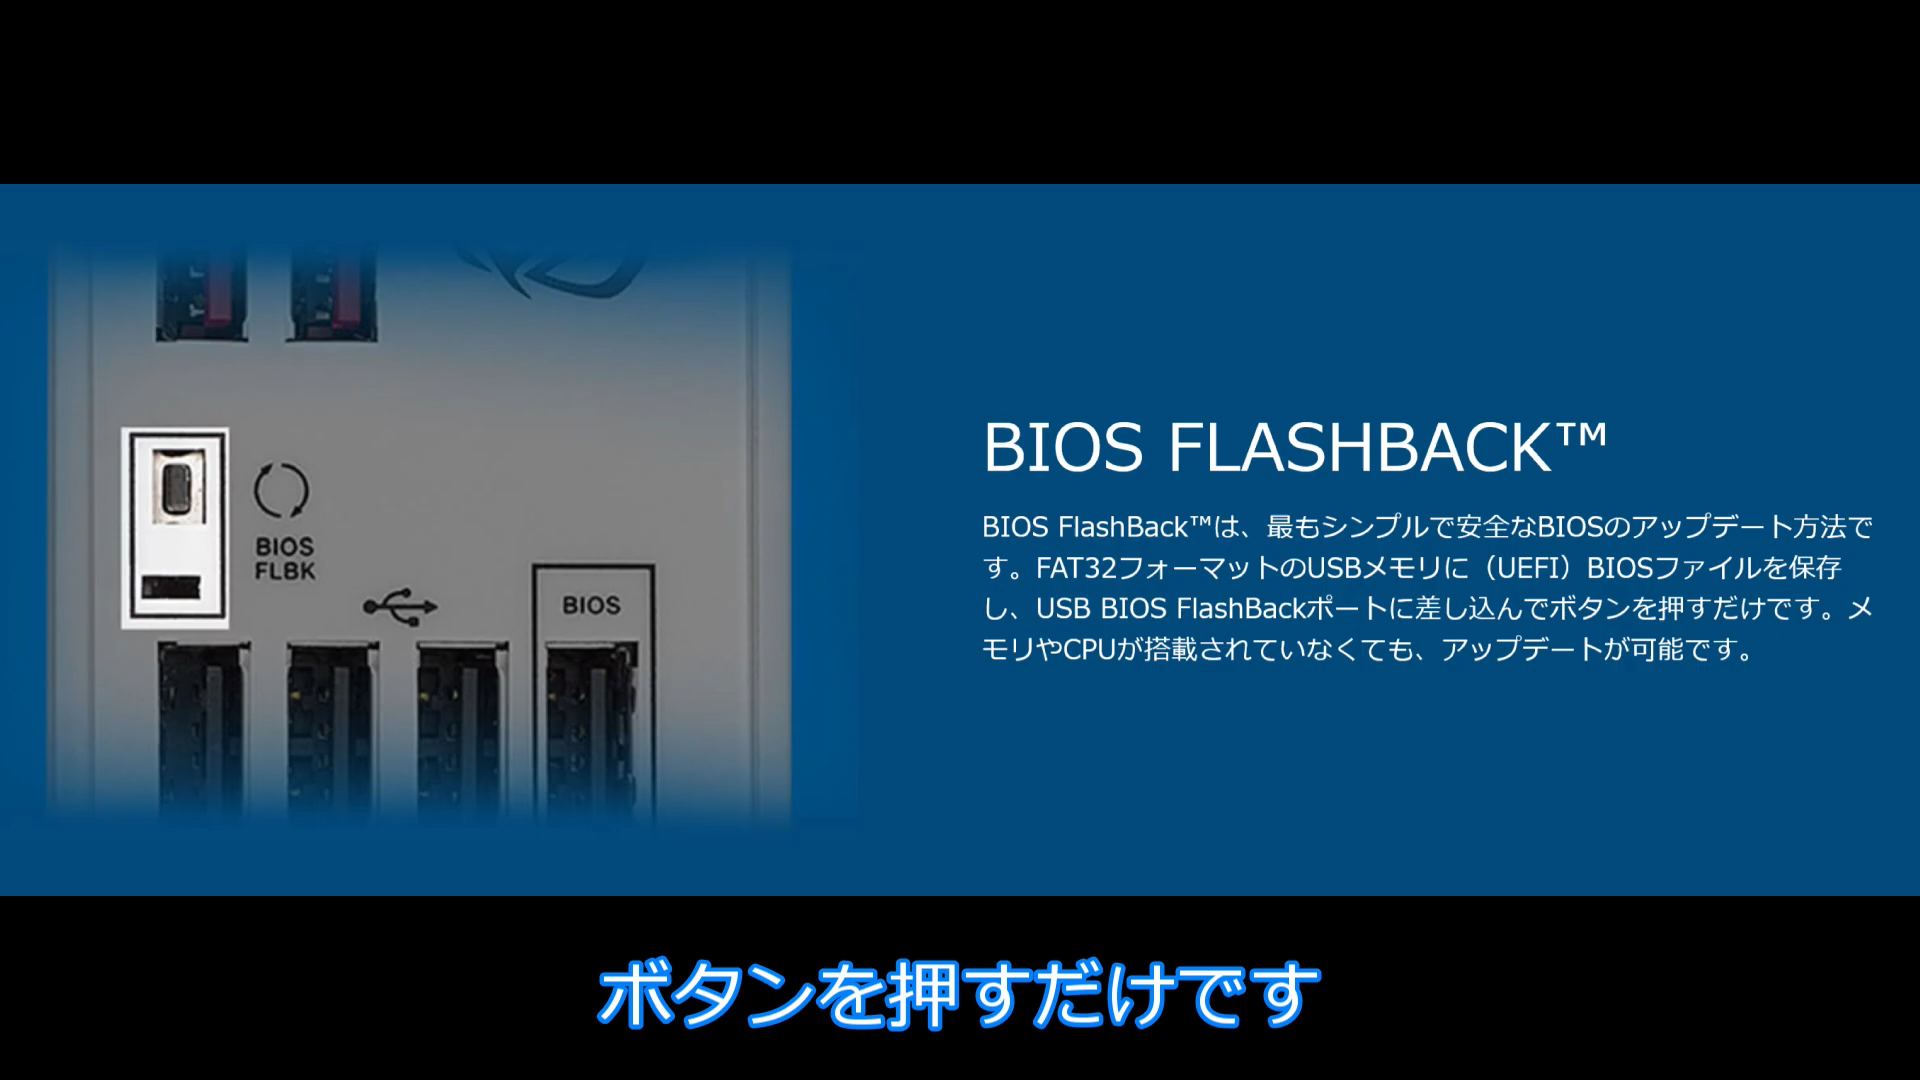 BIOS
FLBK
BIOS
BIOS FLASHBACK™
BIOS FlashBack™は、最もシンプルで安全なBIOSのアップデート方法で
す。FAT32フォーマットのUSBメモリに（UEFI）BIOSファイルを保存
し、USB BIOS FlashBackポートに差し込んでボタンを押すだけです。メ
モリやCPUが搭載されていなくても、アップデートが可能です。
ボタンを押すだけです